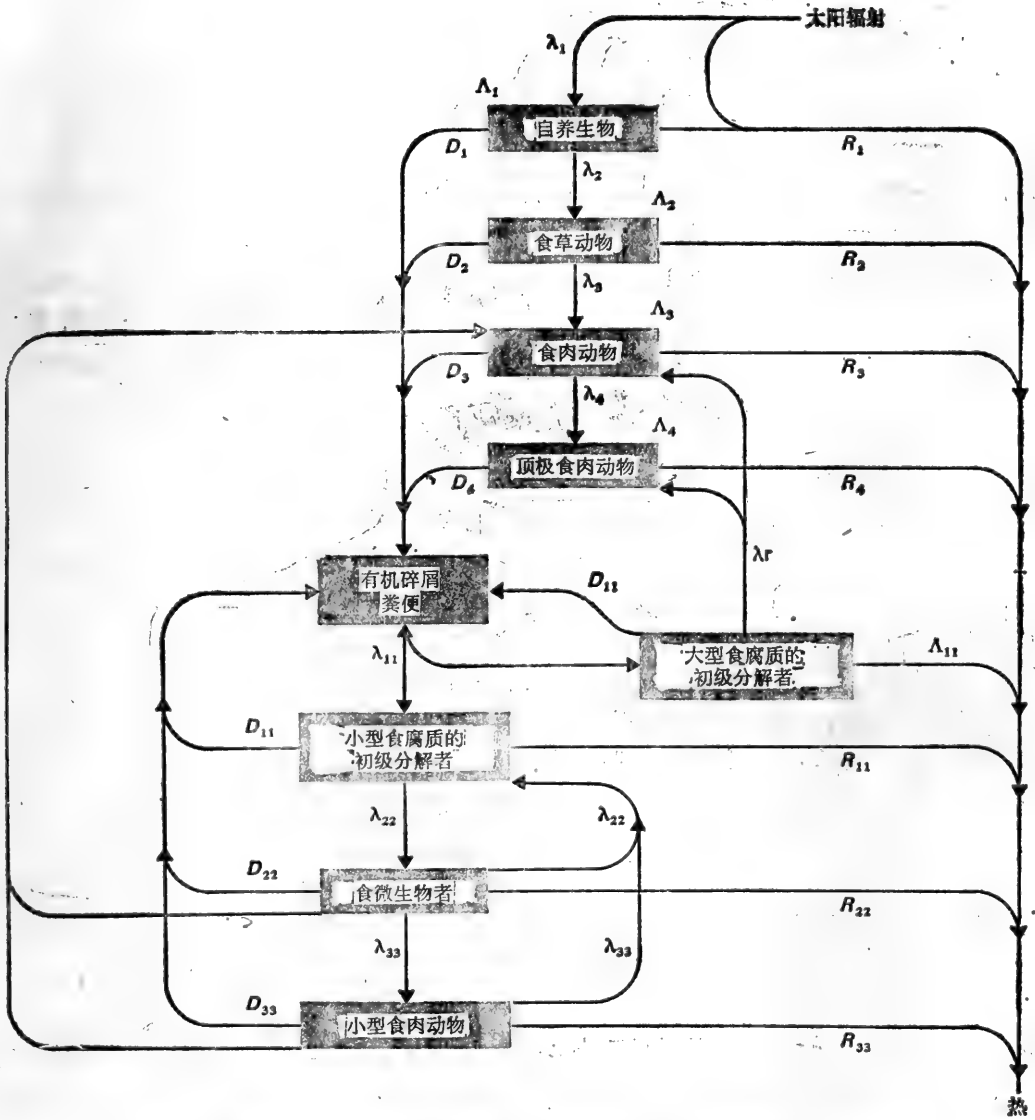 太阳辐射
λ₁
Λ₁
自养生物
D₁
R₁
λ₂
Λ₂
食草动物
D₂
R₂
λ₃
Λ₃
食肉动物
D₃
R₃
λ₄
Λ₄
顶极食肉动物
D₄
R₄
λr
有机碎屑
粪便
D₁₂
λ₁₁
大型食腐质的
初级分解者
Λ₁₂
D₁₁
小型食腐质的
初级分解者
R₁₁
λ₂₂
λ₂₂
D₂₂
食微生物者
R₂₂
λ₃₃
λ₃₃
D₃₃
小型食肉动物
R₃₃
热